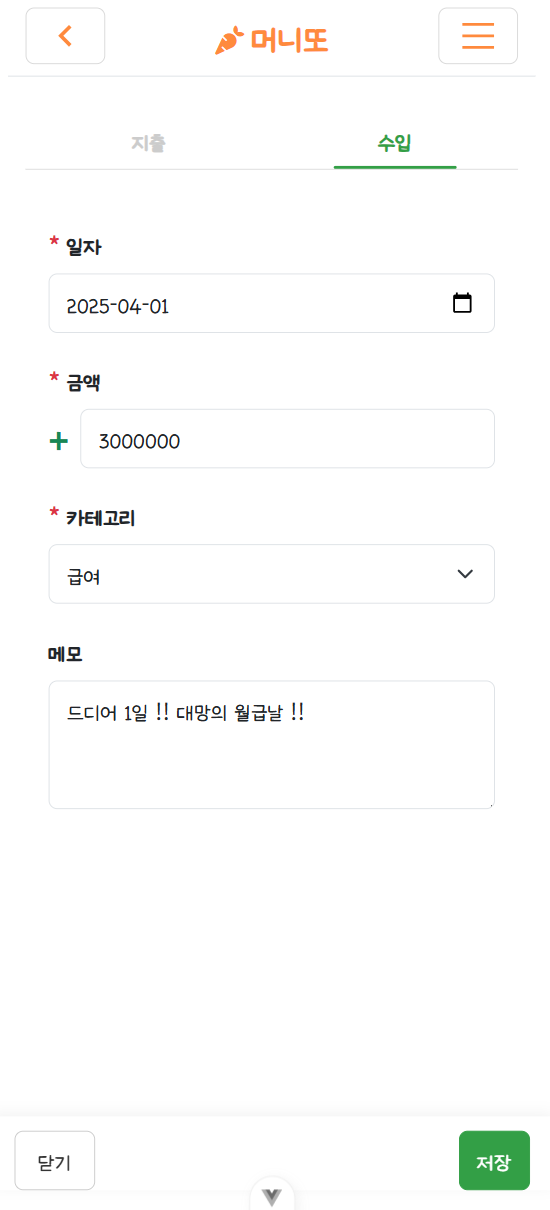 머니또
지출
수입
* 일자
2025-04-01
* 금액
+ 3000000
* 카테고리
급여
메모
드디어 1일 !! 대망의 월급날 !!
닫기
저장